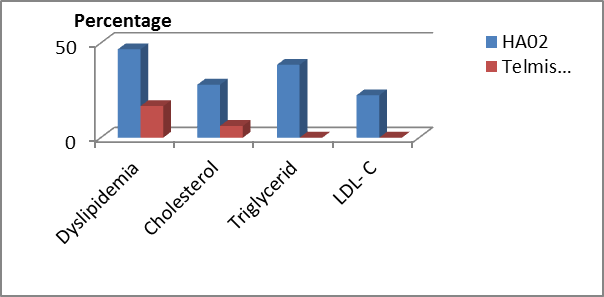 Percentage
50
0
Dyslipidemia
Cholesterol
Triglycerid
LDL- C
HA02
Telmis...